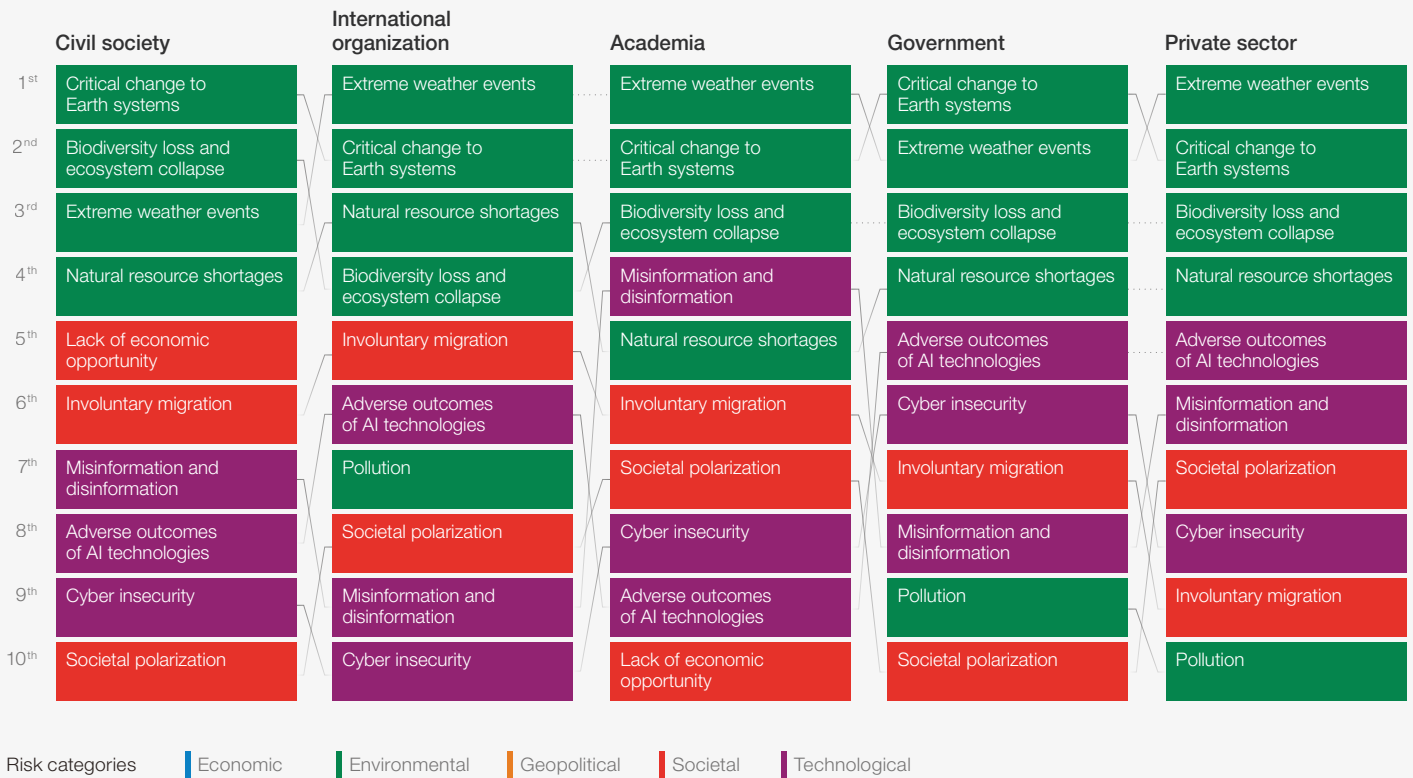 Civil society
International
organization
Academia
Government
Private sector
1st
Critical change to
Earth systems
Extreme weather events
Extreme weather events
Critical change to
Earth systems
Extreme weather events
2nd
Biodiversity loss and
ecosystem collapse
Critical change to
Earth systems
Critical change to
Earth systems
Extreme weather events
Critical change to
Earth systems
3rd
Extreme weather events
Natural resource shortages
Biodiversity loss and
ecosystem collapse
Biodiversity loss and
ecosystem collapse
Biodiversity loss and
ecosystem collapse
4th
Natural resource shortages
Biodiversity loss and
ecosystem collapse
Misinformation and
disinformation
Natural resource shortages
Natural resource shortages
5th
Lack of economic
opportunity
Involuntary migration
Natural resource shortages
Adverse outcomes
of AI technologies
Adverse outcomes
of AI technologies
6th
Involuntary migration
Adverse outcomes
of AI technologies
Involuntary migration
Cyber insecurity
Misinformation and
disinformation
7th
Misinformation and
disinformation
Pollution
Societal polarization
Involuntary migration
Societal polarization
8th
Adverse outcomes
of AI technologies
Societal polarization
Cyber insecurity
Misinformation and
disinformation
Cyber insecurity
9th
Cyber insecurity
Misinformation and
disinformation
Adverse outcomes
of AI technologies
Pollution
Involuntary migration
10th
Societal polarization
Cyber insecurity
Lack of economic
opportunity
Societal polarization
Pollution
Risk categories
Economic
Environmental
Geopolitical
Societal
Technological